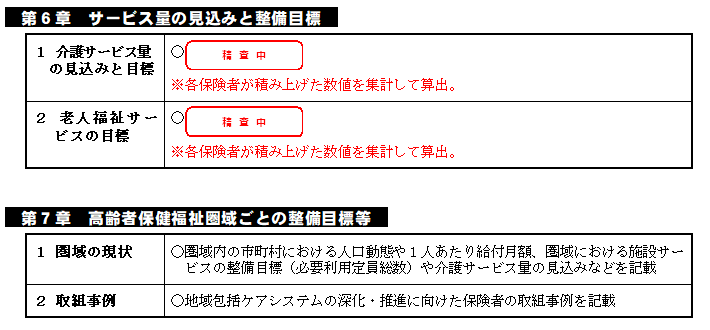 第６章　サービス量の見込みと整備目標
１ 介護サービス量
の見込みと目標
○
積 査 中
※各保険者が積み上げた数値を集計して算出。
２ 老人福祉サー
ビスの目標
○
積 査 中
※各保険者が積み上げた数値を集計して算出。
第７章　高齢者保健福祉圏域ごとの整備目標等
１ 圏域の現状
○圏域内の市町村における人口動態や１人あたり給付月額、圏域における施設サー
ビスの整備目標（必要利用定員総数）や介護サービス量の見込みなどを記載
２ 取組事例
○地域包括ケアシステムの深化・推進に向けた保険者の取組事例を記載